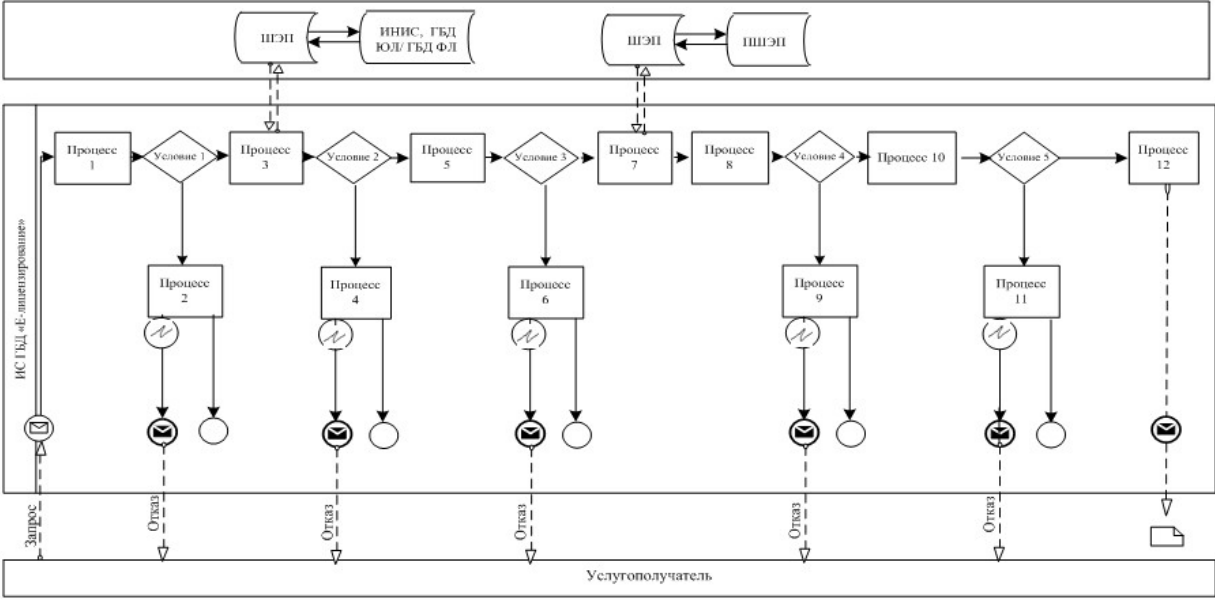 ШЭП
ИНИС, ГБД
ЮЛ/ ГБД ФЛ
ШЭП
ПШЭП
ИС ГБД «Е-лицензирование»
Процесс
1
Условие 1
Процесс
3
Условие 2
Процесс
5
Условие 3
Процесс
7
Процесс
8
Условие 4
Процесс 10
Условие 5
Процесс
12
Процесс
2
Процесс
4
Процесс
6
Процесс
9
Процесс
11
Запрос
Отказ
Отказ
Отказ
Отказ
Отказ
Услугополучатель